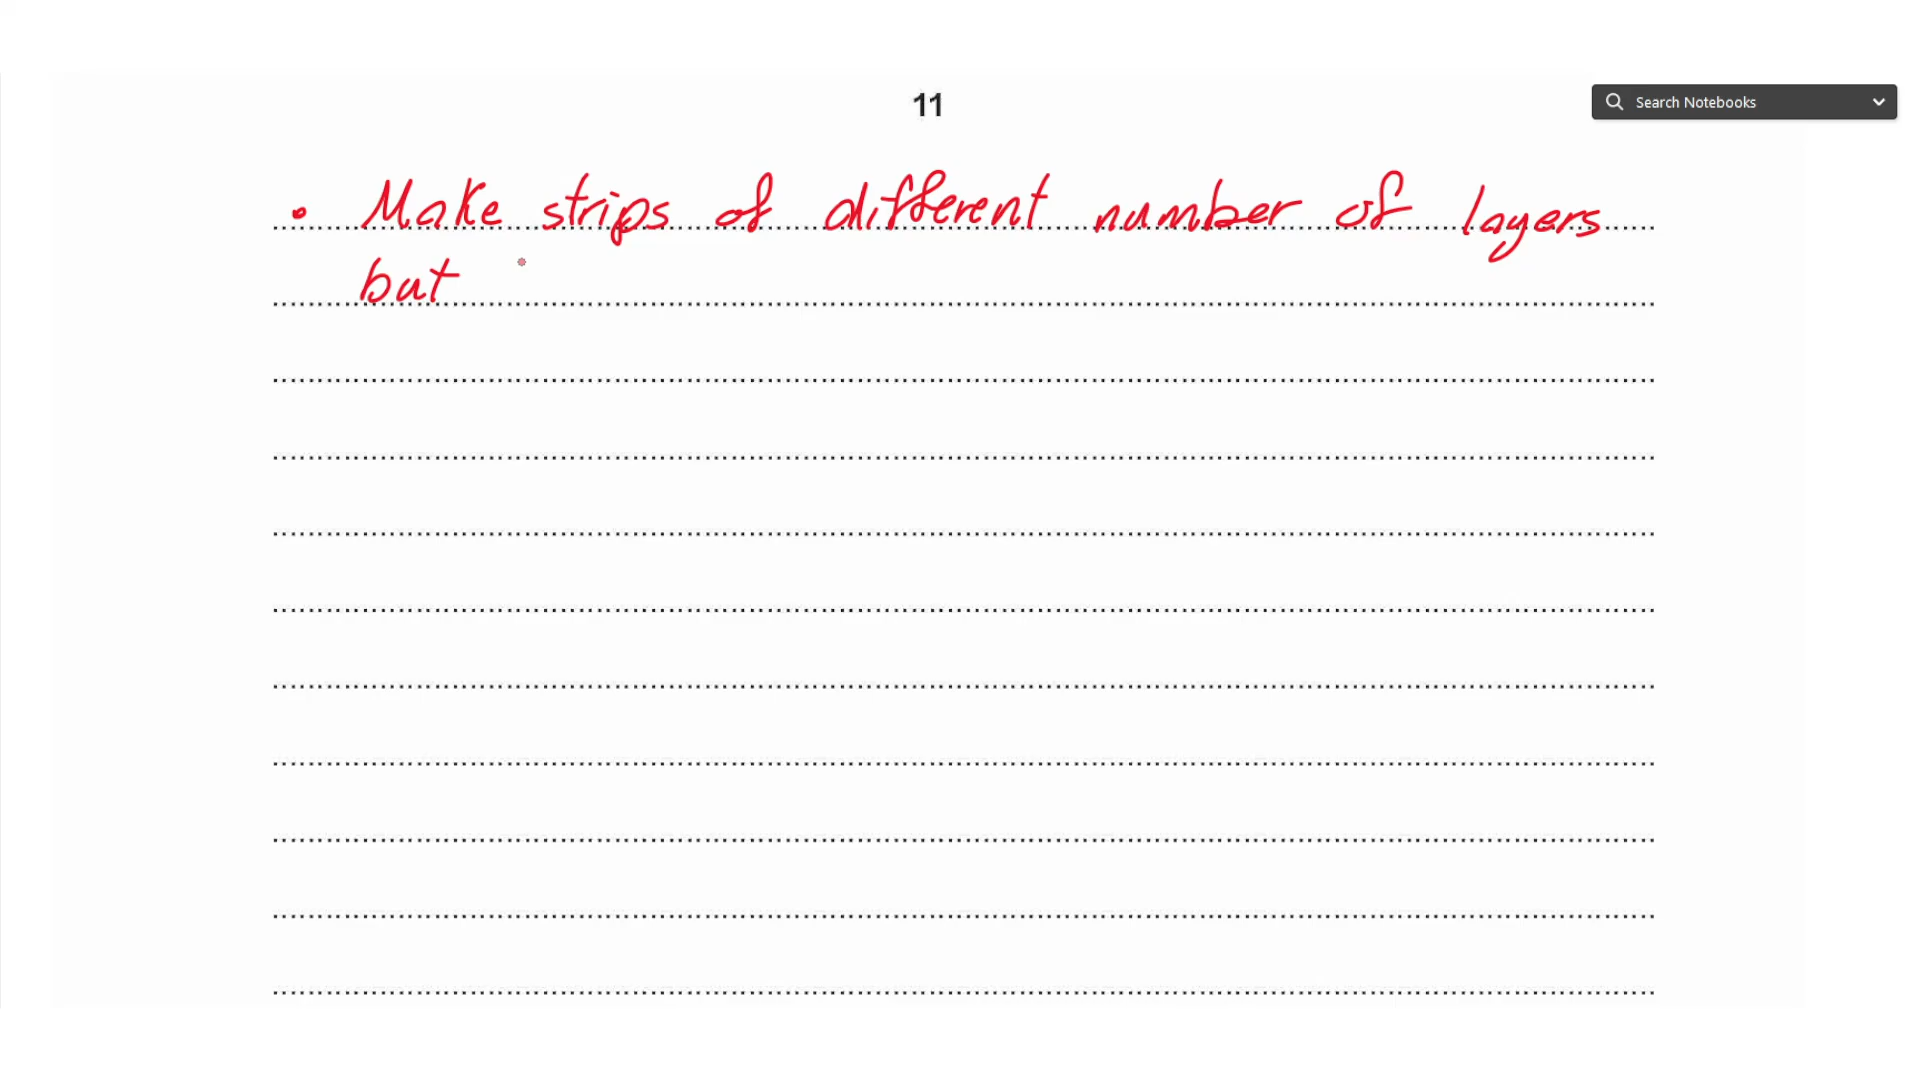 11
Search Notebooks
• Make strips of different number of layers
but